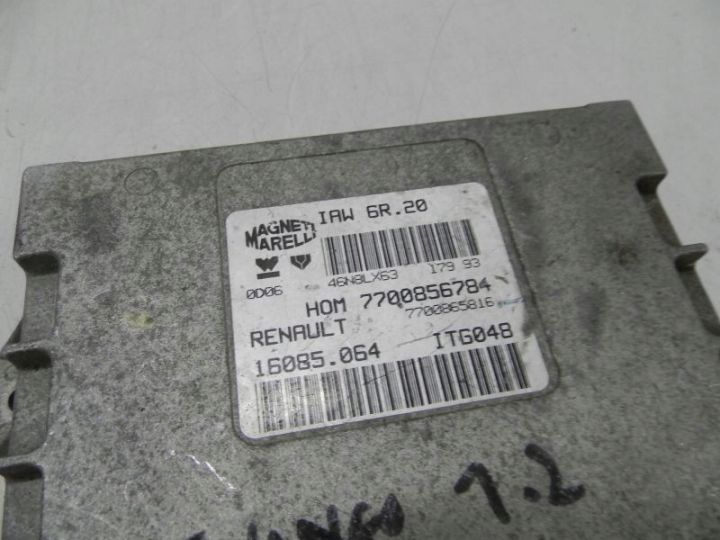 MAGNETI MARELLI
IAW 6R.20
0D06 46N8LX63 179 93
HOM 7700856784
RENAULT 7700865816
16085.064 ITG048
1.2